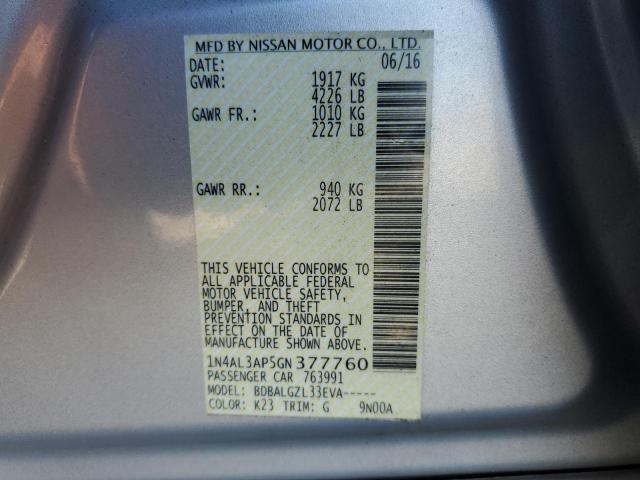 MFD BY NISSAN MOTOR CO., LTD.
DATE: 06/16
GVWR: 1917 KG
4226 LB
GAWR FR.: 1010 KG
2227 LB
GAWR RR.: 940 KG
2072 LB
THIS VEHICLE CONFORMS TO
ALL APPLICABLE FEDERAL
MOTOR VEHICLE SAFETY,
BUMPER, AND THEFT
PREVENTION STANDARDS IN
EFFECT ON THE DATE OF
MANUFACTURE SHOWN ABOVE.
1N4AL3AP5GN377760
PASSENGER CAR 763991
MODEL: BDBALGZL33EVA-----
COLOR: K23 TRIM: G 9N00A